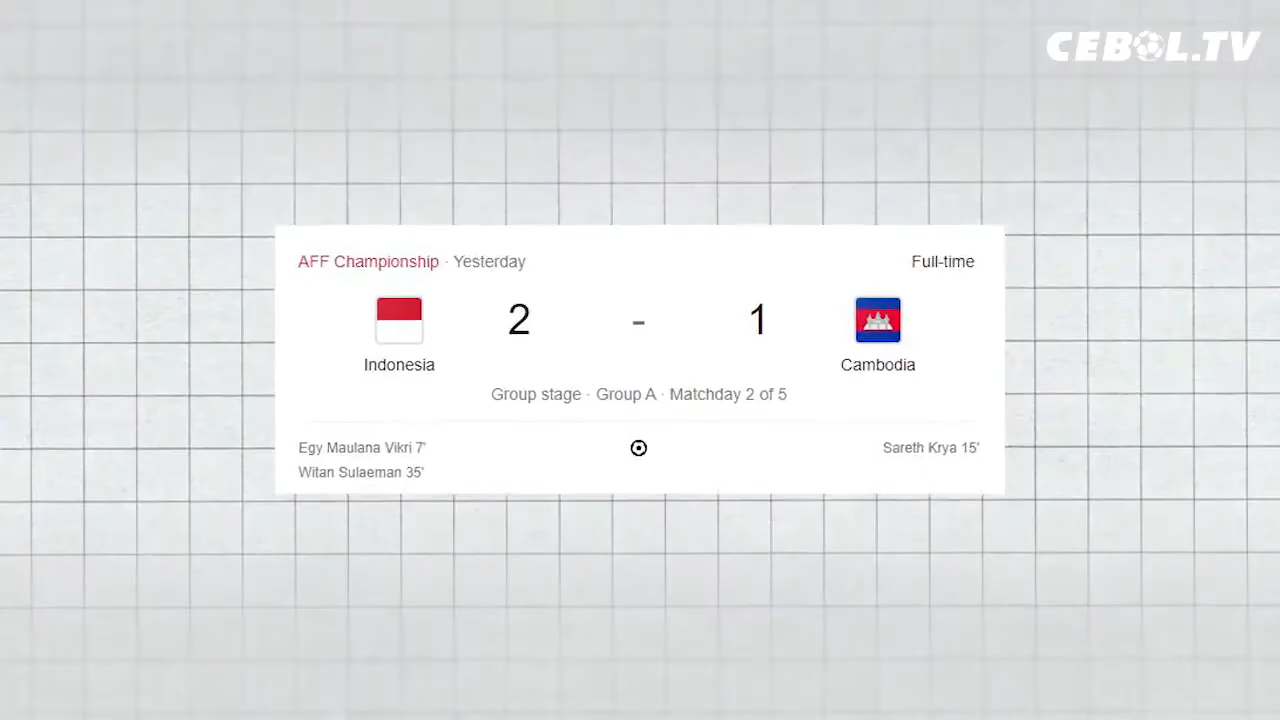 CEBOL.TV
AFF Championship · Yesterday
Full-time
2 - 1
Indonesia
Cambodia
Group stage · Group A · Matchday 2 of 5
Egy Maulana Vikri 7'
Sareth Krya 15'
Witan Sulaeman 35'